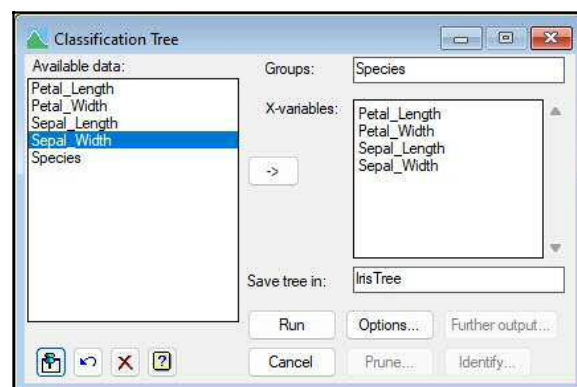 Classification Tree
Available data:
Petal_Length
Petal_Width
Sepal_Length
Sepal_Width
Species
Groups:
Species
X-variables:
Petal_Length
Petal_Width
Sepal_Length
Sepal_Width
->
Save tree in:
IrisTree
Run
Options...
Further output...
Cancel
Prune...
Identify...